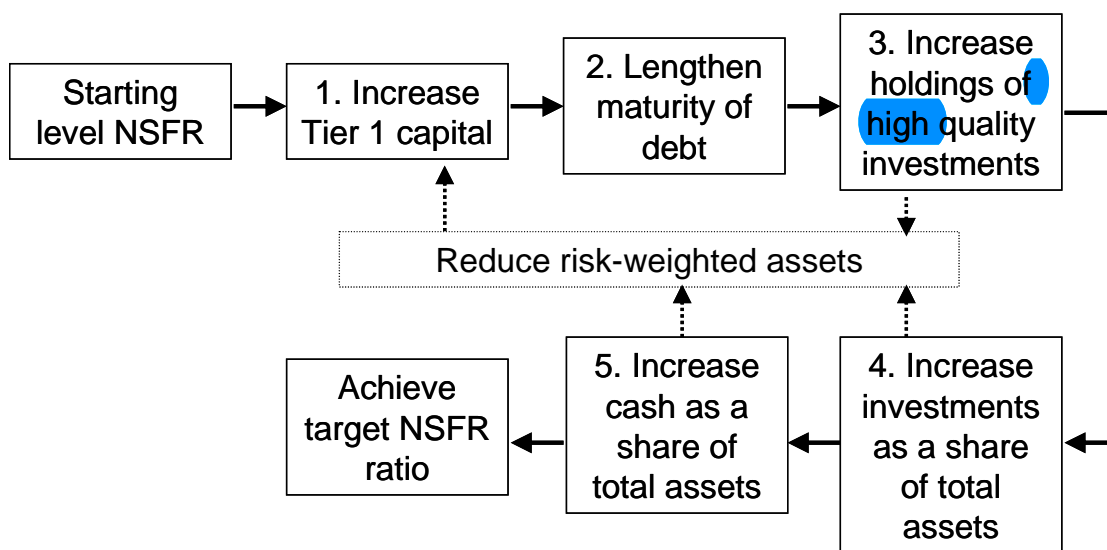 Starting
level NSFR
1. Increase
Tier 1 capital
2. Lengthen
maturity of
debt
3. Increase
holdings of
high quality
investments
Reduce risk-weighted assets
4. Increase
investments
as a share
of total
assets
5. Increase
cash as a
share of
total assets
Achieve
target NSFR
ratio